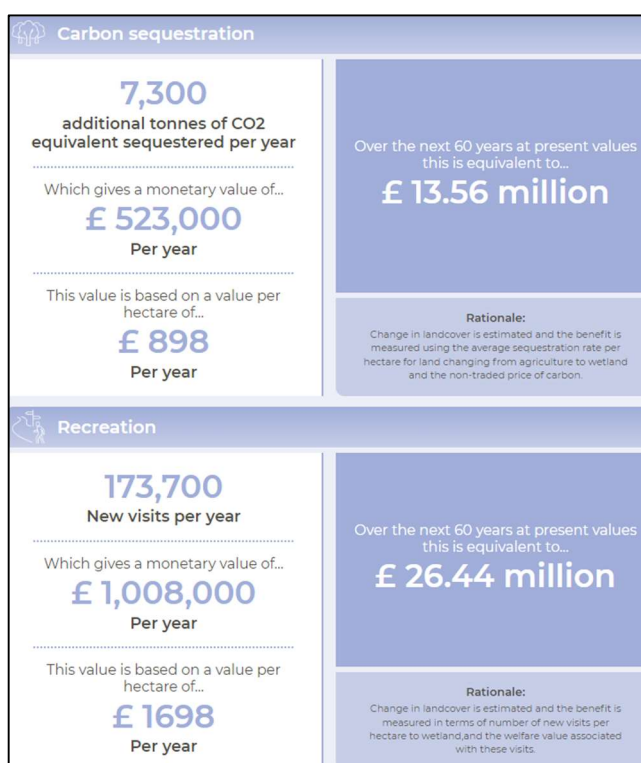 Carbon sequestration
7,300
additional tonnes of CO2
equivalent sequestered per year
Which gives a monetary value of...
£ 523,000
Per year
This value is based on a value per
hectare of...
£ 898
Per year
Over the next 60 years at present values
this is equivalent to...
£ 13.56 million
Rationale:
Change in landcover is estimated and the benefit is
measured using the average sequestration rate per
hectare for land changing from agriculture to wetland
and the non-traded price of carbon.
Recreation
173,700
New visits per year
Which gives a monetary value of...
£ 1,008,000
Per year
This value is based on a value per
hectare of...
£ 1698
Per year
Over the next 60 years at present values
this is equivalent to...
£ 26.44 million
Rationale:
Change in landcover is estimated and the benefit is
measured in terms of number of new visits per
hectare to wetland,and the welfare value associated
with these visits.